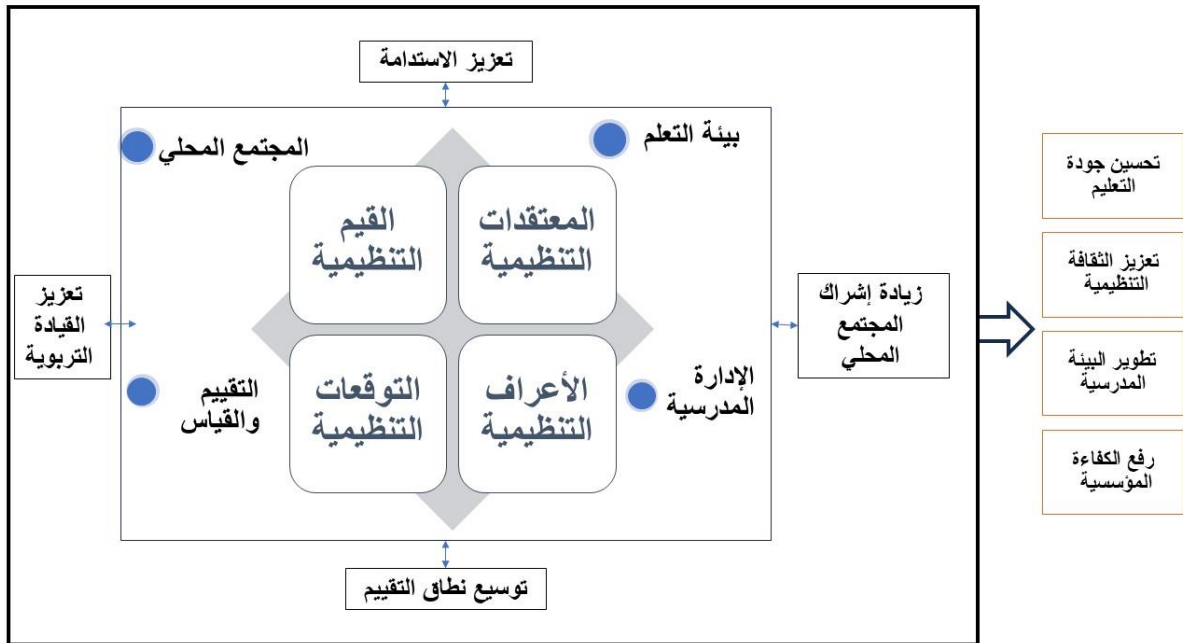 تعزيز الاستدامة
بيئة التعلم
المجتمع المحلي
المعتقدات
التنظيمية
القيم
التنظيمية
زيادة إشراك
المجتمع
المحلي
تعزيز
القيادة
التربوية
الإدارة
المدرسية
الأعراف
التنظيمية
التوقعات
التنظيمية
التقييم
والقياس
توسيع نطاق التقييم
تحسين جودة
التعليم
تعزيز الثقافة
التنظيمية
تطوير البيئة
المدرسية
رفع الكفاءة
المؤسسية